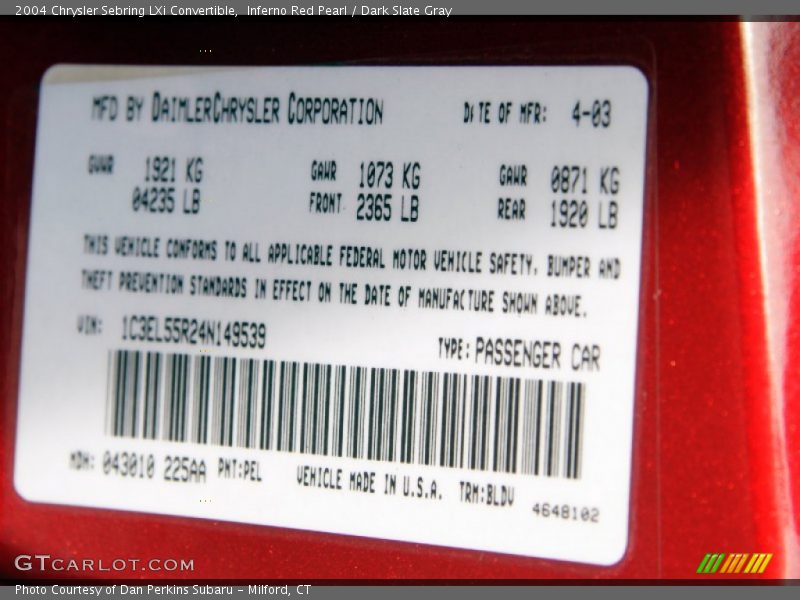 2004 Chrysler Sebring LXi Convertible,  Inferno Red Pearl / Dark Slate Gray
MFD BY DAIMLERCHRYSLER CORPORATION DATE OF MFR: 4-03
GVWR 1921 KG GAWR 1073 KG GAWR 0871 KG
04235 LB FRONT 2365 LB REAR 1920 LB
THIS VEHICLE CONFORMS TO ALL APPLICABLE FEDERAL MOTOR VEHICLE SAFETY, BUMPER AND
THEFT PREVENTION STANDARDS IN EFFECT ON THE DATE OF MANUFACTURE SHOWN ABOVE.
VIN: 1C3EL55R24N149539 TYPE: PASSENGER CAR
MDH: 043010 225AA PNT:PEL VEHICLE MADE IN U.S.A. TRM:BLDV 4648102
GTCARLOT.COM
Photo Courtesy of Dan Perkins Subaru - Milford, CT